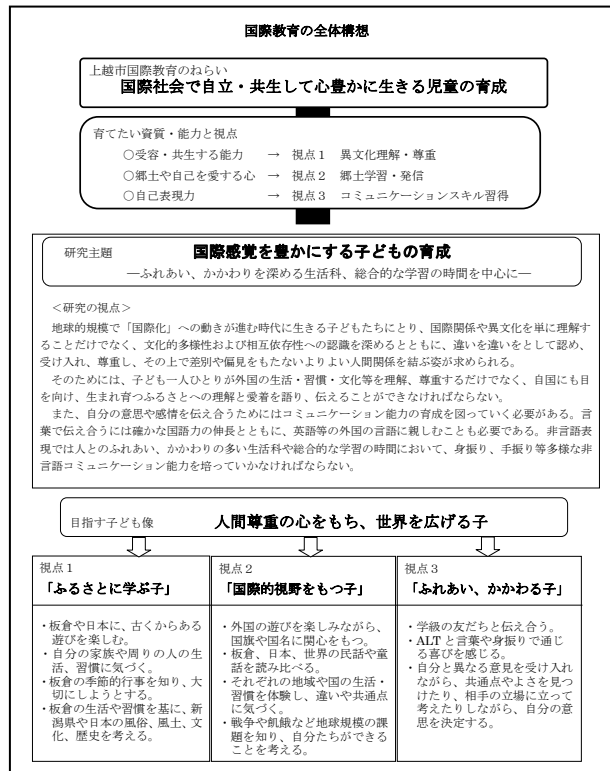 国際教育の全体構想
上越市国際教育のねらい
国際社会で自立・共生して心豊かに生きる児童の育成
育てたい資質・能力と視点
○受容・共生する能力 → 視点1 異文化理解・尊重
○郷土や自己を愛する心 → 視点2 郷土学習・発信
○自己表現力 → 視点3 コミュニケーションスキル習得
研究主題 国際感覚を豊かにする子どもの育成
―ふれあい、かかわりを深める生活科、総合的な学習の時間を中心に―
<研究の視点>
地球的規模で「国際化」への動きが進む時代に生きる子どもたちにとり、国際関係や異文化を単に理解す
ることだけでなく、文化的多様性および相互依存性への認識を深めるとともに、違いを違いをとして認め、
受け入れ、尊重し、その上で差別や偏見をもたないよりよい人間関係を結ぶ姿が求められる。
そのためには、子ども一人ひとりが外国の生活・習慣・文化等を理解、尊重するだけでなく、自国にも目
を向け、生まれ育つふるさとへの理解と愛着を語り、伝えることができなければならない。
また、自分の意思や感情を伝え合うためにはコミュニケーション能力の育成を図っていく必要がある。言
葉で伝え合うには確かな国語力の伸長とともに、英語等の外国の言語に親しむことも必要である。非言語表
現では人とのふれあい、かかわりの多い生活科や総合的な学習の時間において、身振り、手振り等多様な非
言語コミュニケーション能力を培っていかなければならない。
目指す子ども像 人間尊重の心をもち、世界を広げる子
視点1
「ふるさとに学ぶ子」
・板倉や日本に、古くからある
遊びを楽しむ。
・自分の家族や周りの人の生
活、習慣に気づく。
・板倉の季節的行事を知り、大
切にしようとする。
・板倉の生活や習慣を基に、新
潟県や日本の風俗、風土、文
化、歴史を考える。
視点2
「国際的視野をもつ子」
・外国の遊びを楽しみながら、
国旗や国名に関心をもつ。
・板倉、日本、世界の民話や童
話を読み比べる。
・それぞれの地域や国の生活・
習慣を体験し、違いや共通点
に気づく。
・戦争や飢餓など地球規模の課
題を知り、自分たちができる
ことを考える。
視点3
「ふれあい、かかわる子」
・学級の友だちと伝え合う。
・ALTと言葉や身振りで通じ
る喜びを感じる。
・自分と異なる意見を受け入れ
ながら、共通点やよさを見つ
けたり、相手の立場に立って
考えたりしながら、自分の意
思を決定する。